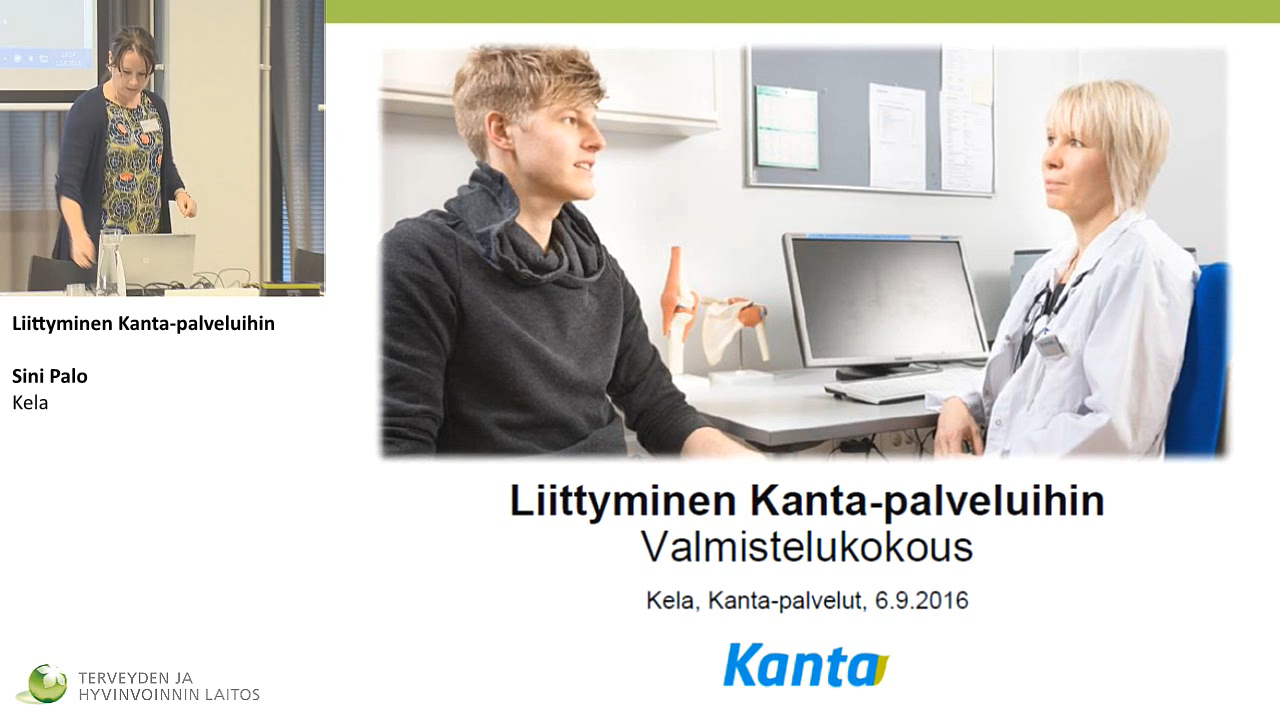 Liittyminen Kanta-palveluihin
Sini Palo
Kela
TERVEYDEN JA
HYVINVOINNIN LAITOS
Liittyminen Kanta-palveluihin
Valmistelukokous
Kela, Kanta-palvelut, 6.9.2016
Kanta